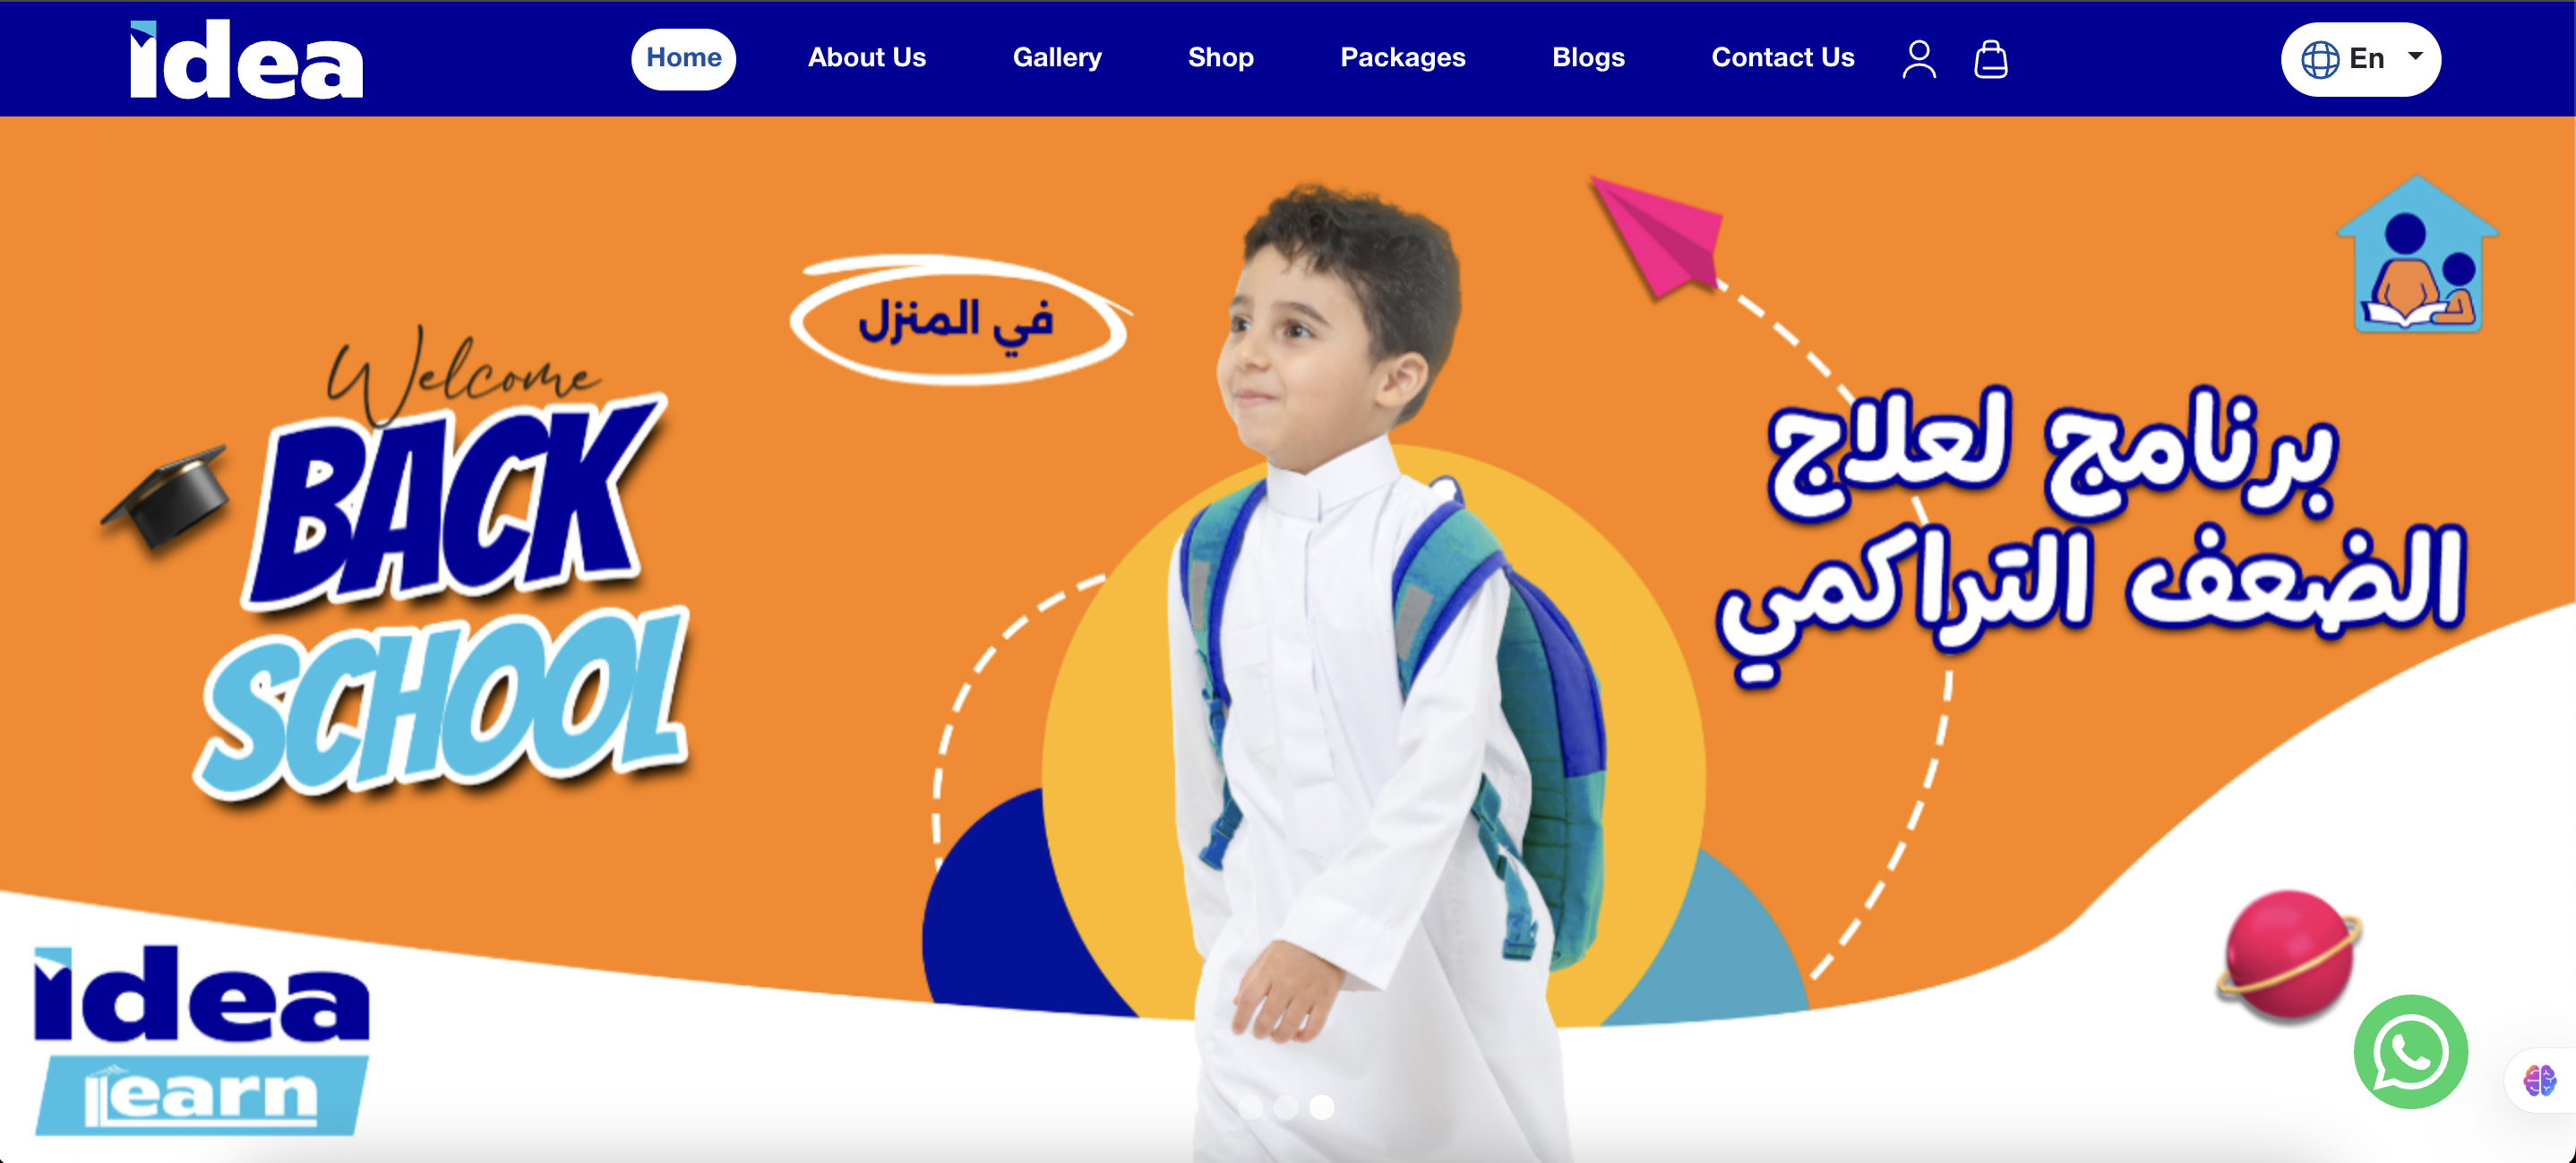 idea
Home
About Us
Gallery
Shop
Packages
Blogs
Contact Us
En
Welcome
BACK
SCHOOL
في المنزل
برنامج لعلاج
الضعف التراكمي
idea
Learn